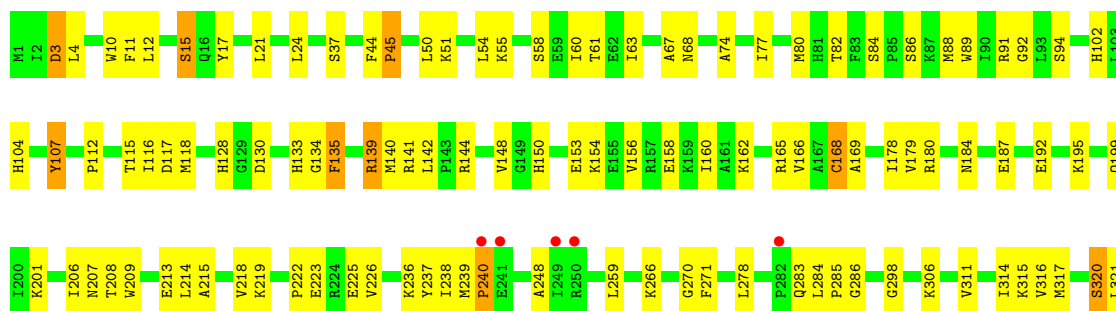 M1 I2 D3 L4 W10 F11 L12 S15 Q16 Y17 L21 L24 S37 F44 P45 L50 K51 L54 K55 S58 E59 I60 T61 E62 I63 A67 N68 A74 I77 M80 H81 T82 F83 S84 P85 S86 K87 M88 W89 I90 R91 G92 L93 S94 H102 L103
H104 Y107 P112 T115 I116 D117 M118 H128 G129 D130 H133 G134 F135 R139 M140 R141 L142 P143 R144 V148 G149 H150 E153 K154 E155 V156 R157 E158 K159 I160 A161 K162 R165 V166 A167 C168 A169 I178 V179 R180 N184 E187 E192 K195 Q199
I200 K201 I206 N207 T208 W209 E213 L214 A215 V218 K219 P222 E223 R224 E225 V226 K236 Y237 I238 M239 P240 E241 A248 I249 R250 L259 K266 G270 F271 L278 P282 Q283 L284 P285 G286 G298 K306 V311 I314 K315 V316 M317 S320 L321